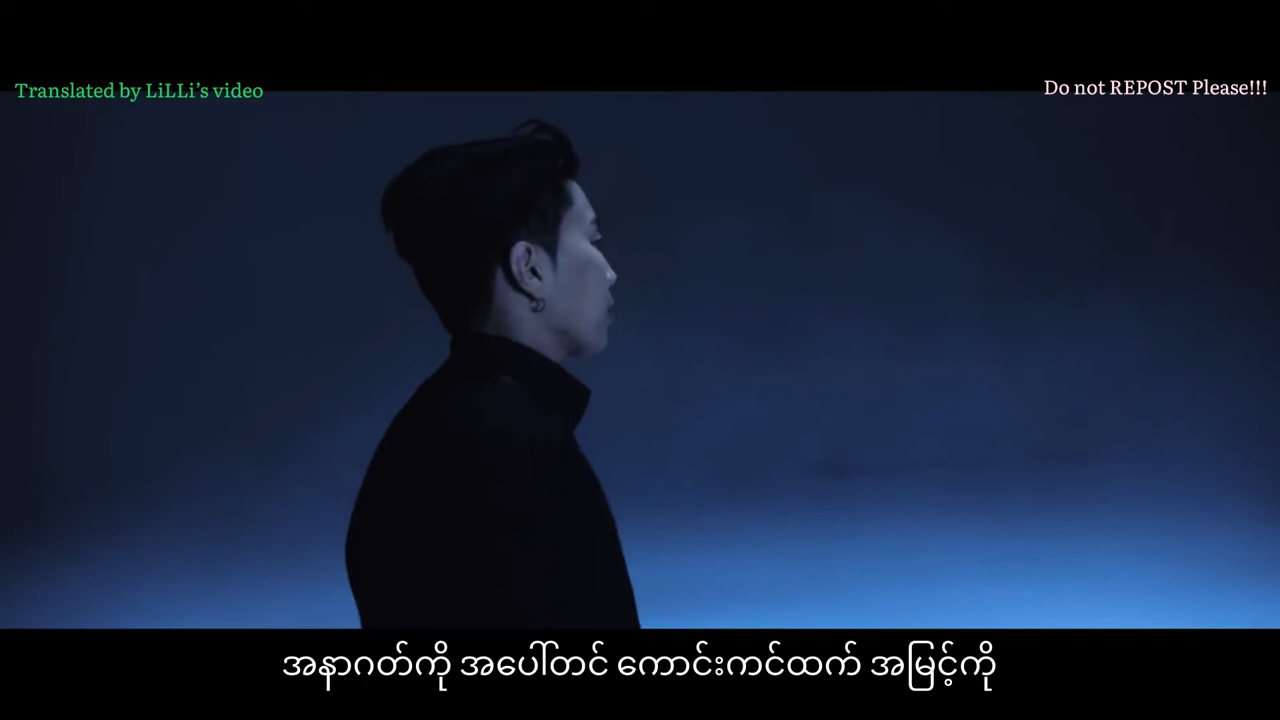 Translated by LiLLi’s video
Do not REPOST Please!!!
အနာဂတ်ကို အပေါ်တင် ကောင်းကင်ထက် အမြင့်ကို